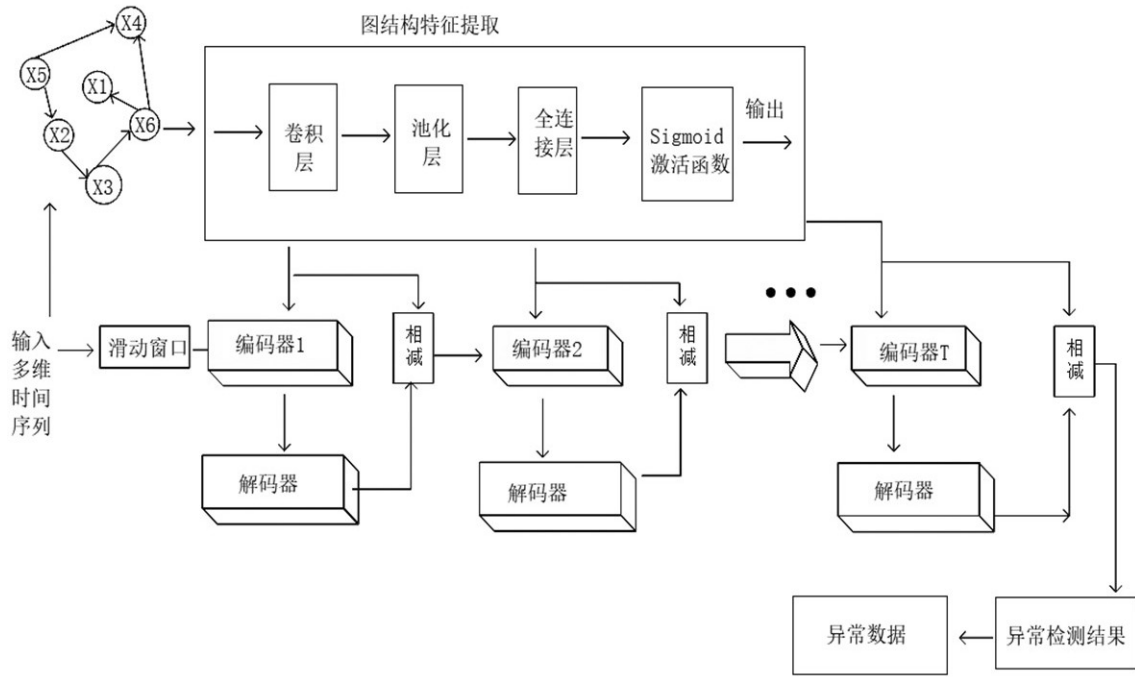 图结构特征提取
X4
X5
X1
X2
X6
X3
卷积
层
池化
层
全连
接层
Sigmoid
激活函数
输出
输入
多维
时间
序列
滑动窗口
编码器1
相
减
编码器2
相
减
编码器T
相
减
解码器
解码器
解码器
异常数据
异常检测结果